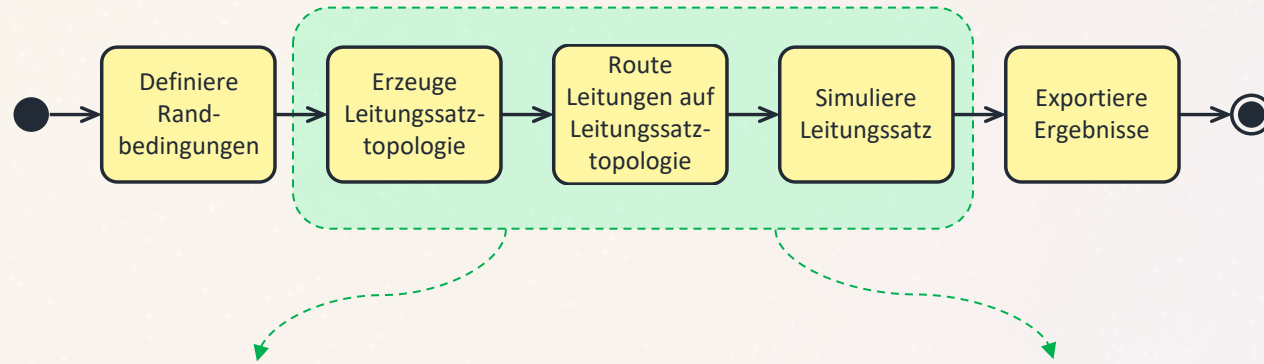 Definiere
Rand-
bedingungen
Erzeuge
Leitungssatz-
topologie
Route
Leitungen auf
Leitungssatz-
topologie
Simuliere
Leitungssatz
Exportiere
Ergebnisse